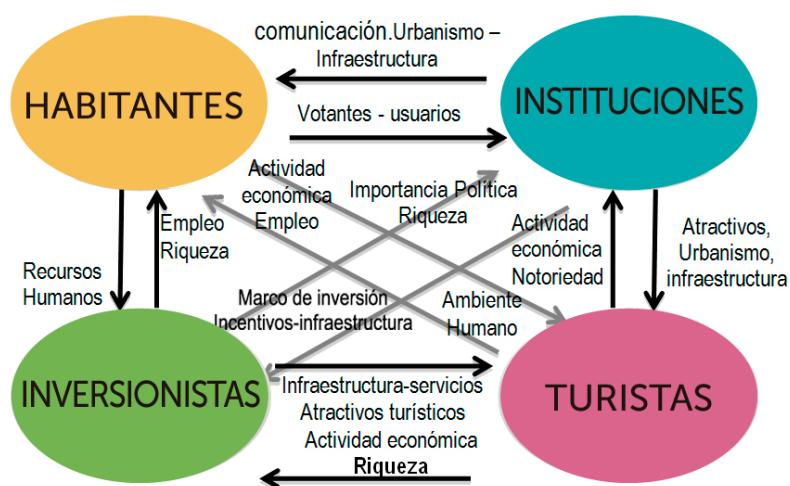 comunicación.Urbanismo –
Infraestructura
HABITANTES
INSTITUCIONES
Votantes - usuarios
Actividad
económica
Empleo
Importancia Política
Riqueza
Empleo
Riqueza
Actividad
económica
Notoriedad
Atractivos,
Urbanismo,
infraestructura
Recursos
Humanos
Marco de inversión
Incentivos-infraestructura
Ambiente
Humano
INVERSIONISTAS
TURISTAS
Infraestructura-servicios
Atractivos turísticos
Actividad económica
Riqueza